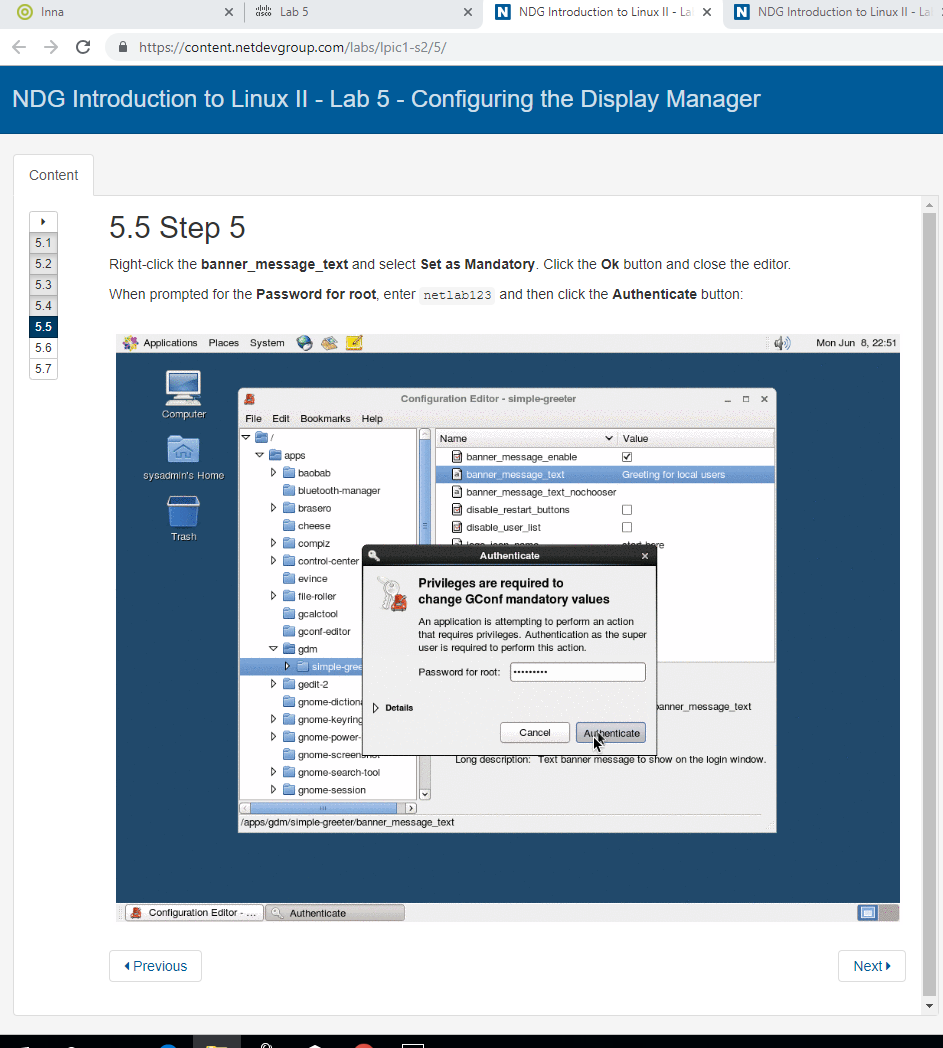 Inna
Lab 5
NDG Introduction to Linux II - La
NDG Introduction to Linux II - Lab
https://content.netdevgroup.com/labs/lpic1-s2/5/
NDG Introduction to Linux II - Lab 5 - Configuring the Display Manager
Content
5.1
5.2
5.3
5.4
5.5
5.6
5.7
5.5 Step 5
Right-click the banner_message_text and select Set as Mandatory. Click the Ok button and close the editor.
When prompted for the Password for root, enter netlab123 and then click the Authenticate button:
Applications Places System
Mon Jun 8, 22:51
Computer
sysadmin's Home
Trash
Configuration Editor - simple-greeter
File Edit Bookmarks Help
/
apps
baobab
bluetooth-manager
brasero
cheese
compiz
control-center
evince
file-roller
gcalctool
gconf-editor
gdm
simple-gree
gedit-2
gnome-dictiona
gnome-keyring
gnome-power-
gnome-screenshot
gnome-search-tool
gnome-session
Name Value
banner_message_enable
banner_message_text Greeting for local users
banner_message_text_nochooser
disable_restart_buttons
disable_user_list
logo_icon_name start-here
Authenticate
Privileges are required to
change GConf mandatory values
An application is attempting to perform an action
that requires privileges. Authentication as the super
user is required to perform this action.
Password for root: •••••••••
Details
Cancel Authenticate
banner_message_text
Long description: Text banner message to show on the login window.
/apps/gdm/simple-greeter/banner_message_text
Configuration Editor - ...
Authenticate
Previous
Next